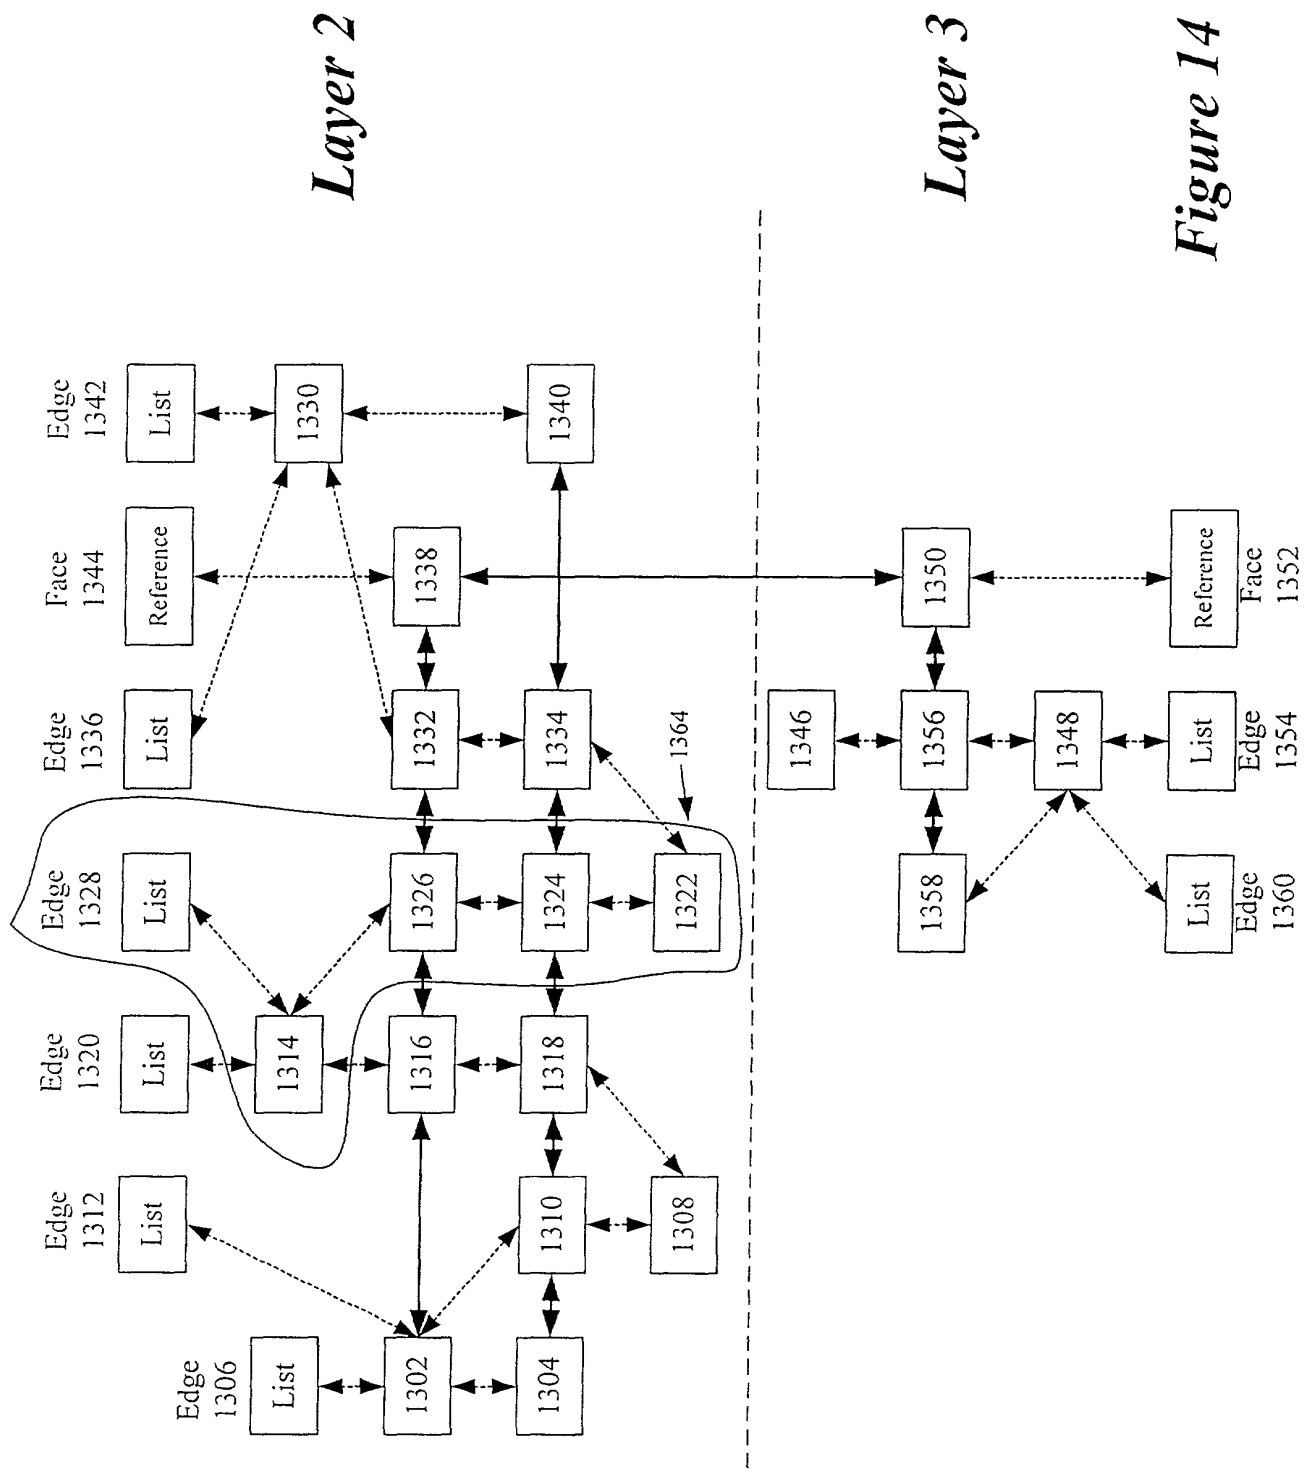 Edge
1306
List
1302
1304
Edge
1312
List
1310
1308
Edge
1320
List
1314
1316
1318
Edge
1328
List
1326
1324
1322
1364
Edge
1336
List
1332
1334
Face
1344
Reference
1338
Edge
1342
List
1330
1340
Layer 2
1358
List
Edge
1360
1346
1356
1348
List
Edge
1354
1350
Reference
Face
1352
Layer 3
Figure 14